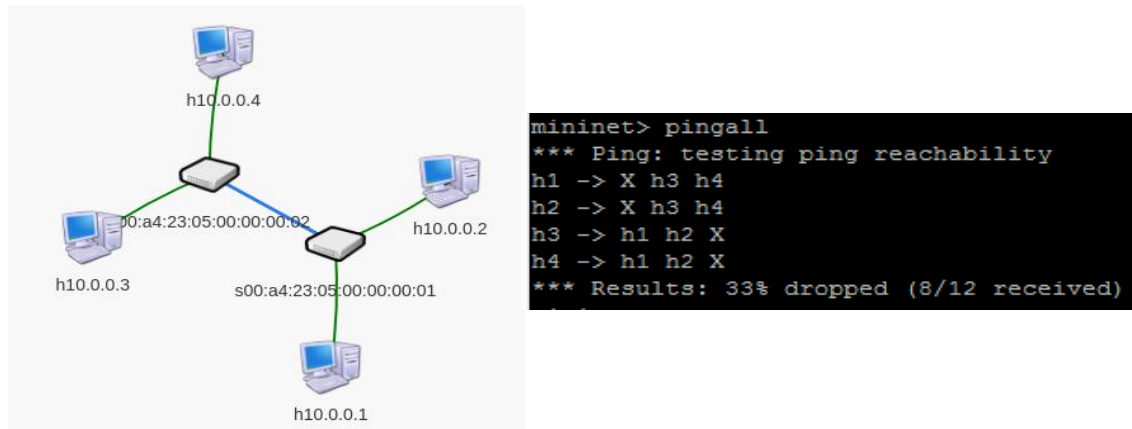 h10.0.0.4
00:a4:23:05:00:00:00:02
h10.0.0.2
h10.0.0.3
s00:a4:23:05:00:00:00:01
h10.0.0.1
mininet> pingall
*** Ping: testing ping reachability
h1 -> X h3 h4
h2 -> X h3 h4
h3 -> h1 h2 X
h4 -> h1 h2 X
*** Results: 33% dropped (8/12 received)